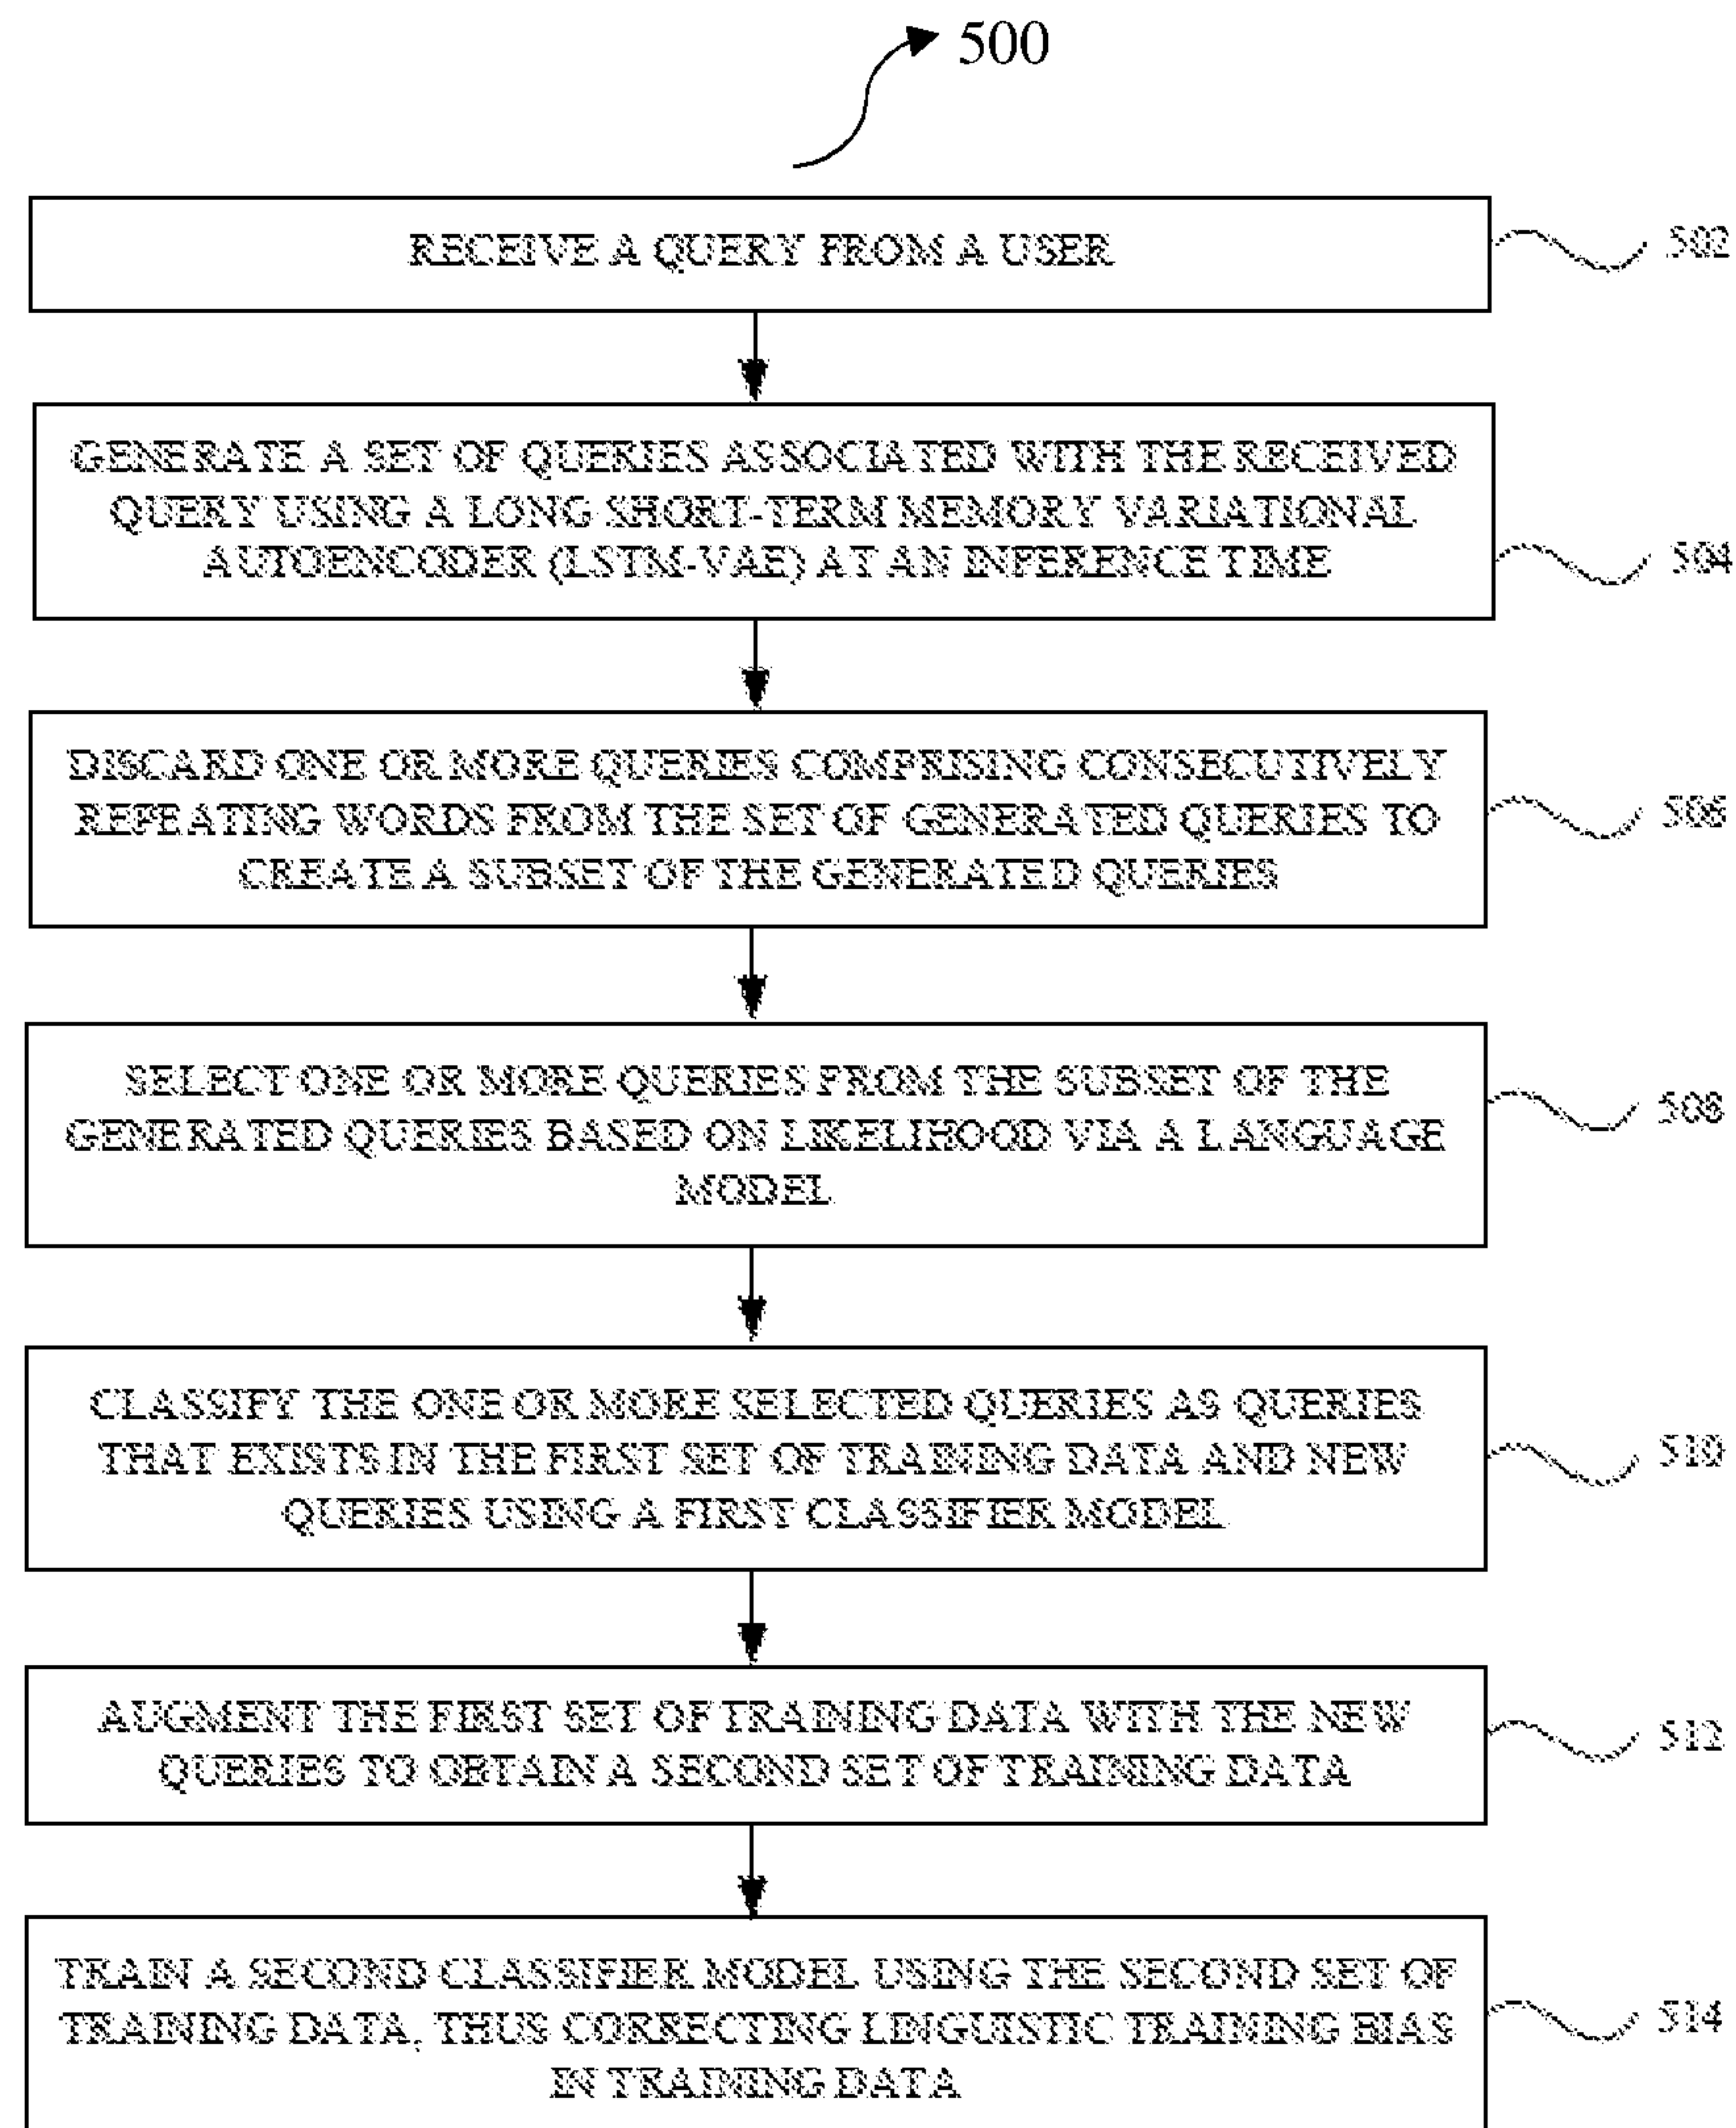 500
RECEIVE A QUERY FROM A USER
502
GENERATE A SET OF QUERIES ASSOCIATED WITH THE RECEIVED
QUERY USING A LONG SHORT-TERM MEMORY VARIATIONAL
AUTOENCODER (LSTM-VAE) AT AN INFERENCE TIME
504
DISCARD ONE OR MORE QUERIES COMPRISING CONSECUTIVELY
REPEATING WORDS FROM THE SET OF GENERATED QUERIES TO
CREATE A SUBSET OF THE GENERATED QUERIES
506
SELECT ONE OR MORE QUERIES FROM THE SUBSET OF THE
GENERATED QUERIES BASED ON LIKELIHOOD VIA A LANGUAGE
MODEL
508
CLASSIFY THE ONE OR MORE SELECTED QUERIES AS QUERIES
THAT EXISTS IN THE FIRST SET OF TRAINING DATA AND NEW
QUERIES USING A FIRST CLASSIFIER MODEL
510
AUGMENT THE FIRST SET OF TRAINING DATA WITH THE NEW
QUERIES TO OBTAIN A SECOND SET OF TRAINING DATA
512
TRAIN A SECOND CLASSIFIER MODEL USING THE SECOND SET OF
TRAINING DATA, THUS CORRECTING LINGUISTIC TRAINING BIAS
IN TRAINING DATA
514